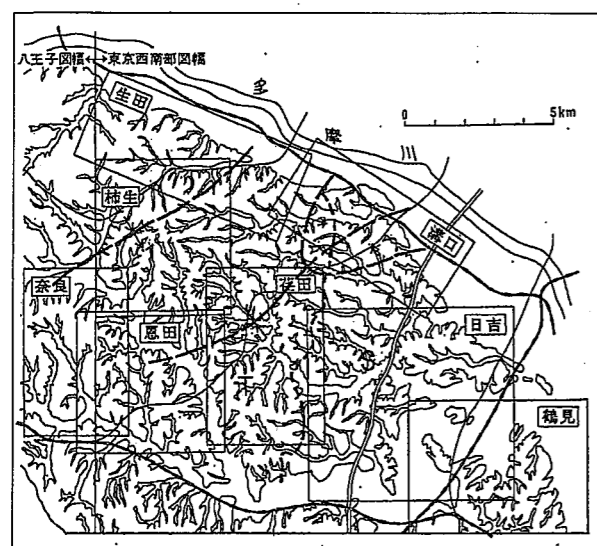 八王子図幅 ↔ 東京西南部図幅
生田
多
摩
川
0 5km
柿生
溝口
奈良
荏田
恩田
日吉
鶴見